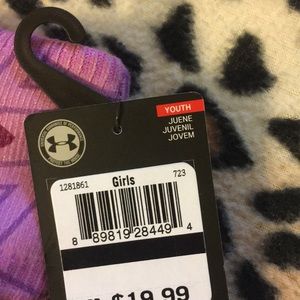 YOUTH
JUENE
JUVENIL
JOVEM
Girls
1281861
723
8 89819 28449 4
$19.99